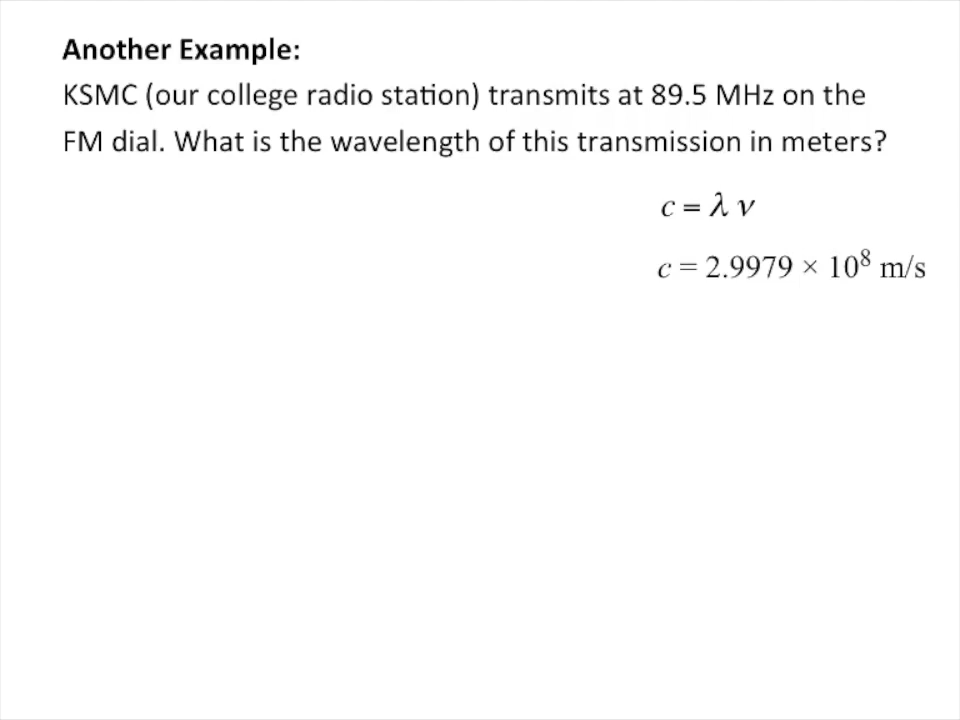 Another Example:
KSMC (our college radio station) transmits at 89.5 MHz on the
FM dial. What is the wavelength of this transmission in meters?
c = λ ν
c = 2.9979 × 10⁸ m/s